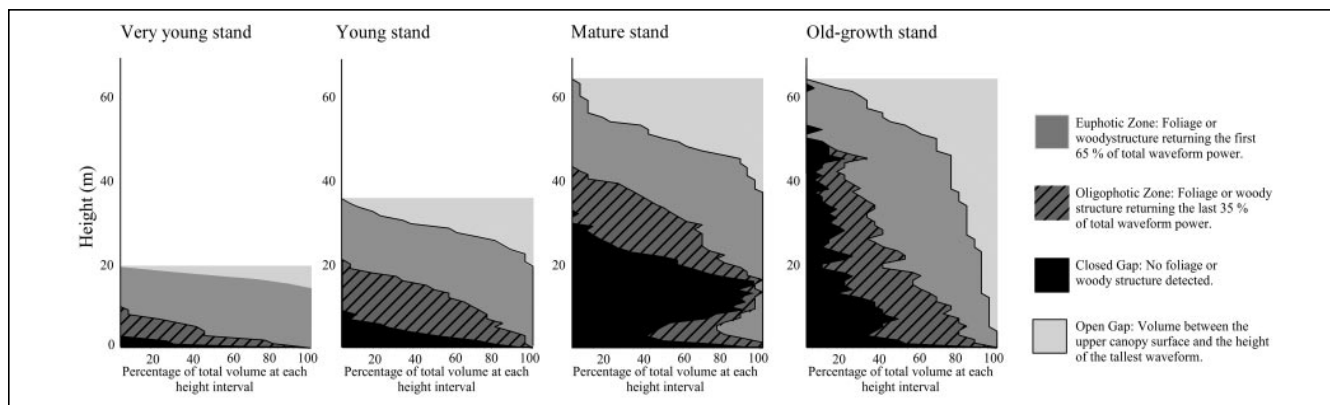 Very young stand
Young stand
Mature stand
Old-growth stand
Height (m)
60
40
20
0
20 40 60 80 100
Percentage of total volume at each
height interval
60
40
20
20 40 60 80 100
Percentage of total volume at each
height interval
60
40
20
20 40 60 80 100
Percentage of total volume at each
height interval
60
40
20
20 40 60 80 100
Percentage of total volume at each
height interval
Euphotic Zone: Foliage or
woodystructure returning the first
65 % of total waveform power.
Oligophotic Zone: Foliage or woody
structure returning the last 35 %
of total waveform power.
Closed Gap: No foliage or
woody structure detected.
Open Gap: Volume between the
upper canopy surface and the height
of the tallest waveform.